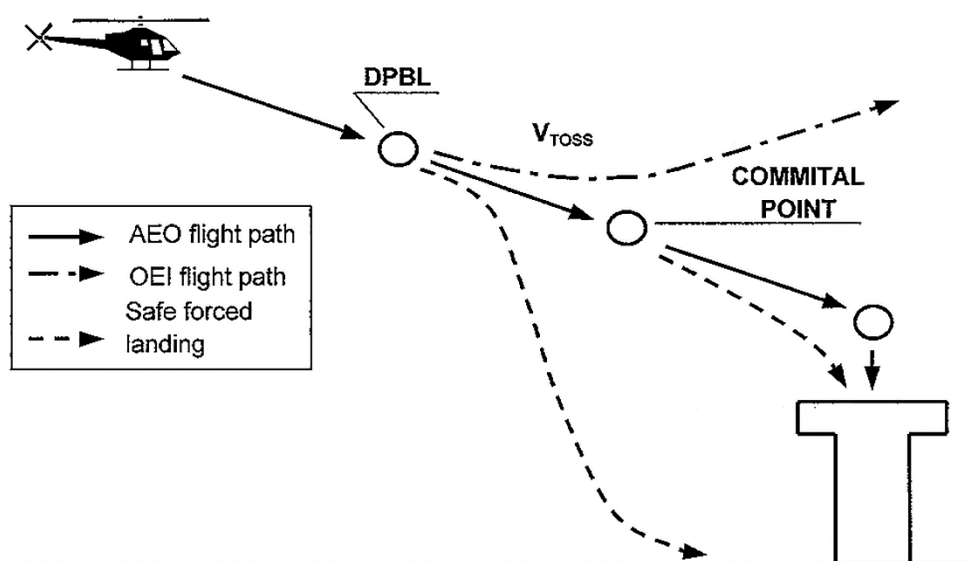 DPBL
VTOSS
COMMITAL
POINT
AEO flight path
OEI flight path
Safe forced
landing